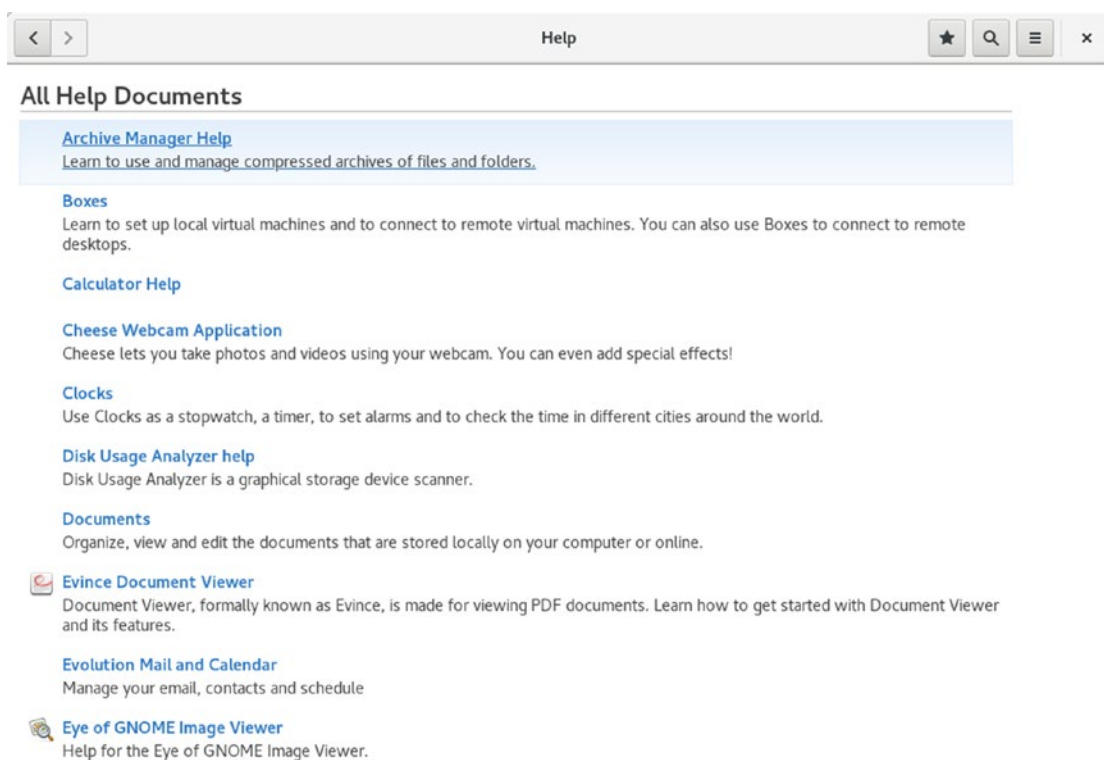 Help
All Help Documents
Archive Manager Help
Learn to use and manage compressed archives of files and folders.
Boxes
Learn to set up local virtual machines and to connect to remote virtual machines. You can also use Boxes to connect to remote
desktops.
Calculator Help
Cheese Webcam Application
Cheese lets you take photos and videos using your webcam. You can even add special effects!
Clocks
Use Clocks as a stopwatch, a timer, to set alarms and to check the time in different cities around the world.
Disk Usage Analyzer help
Disk Usage Analyzer is a graphical storage device scanner.
Documents
Organize, view and edit the documents that are stored locally on your computer or online.
Evince Document Viewer
Document Viewer, formally known as Evince, is made for viewing PDF documents. Learn how to get started with Document Viewer
and its features.
Evolution Mail and Calendar
Manage your email, contacts and schedule
Eye of GNOME Image Viewer
Help for the Eye of GNOME Image Viewer.